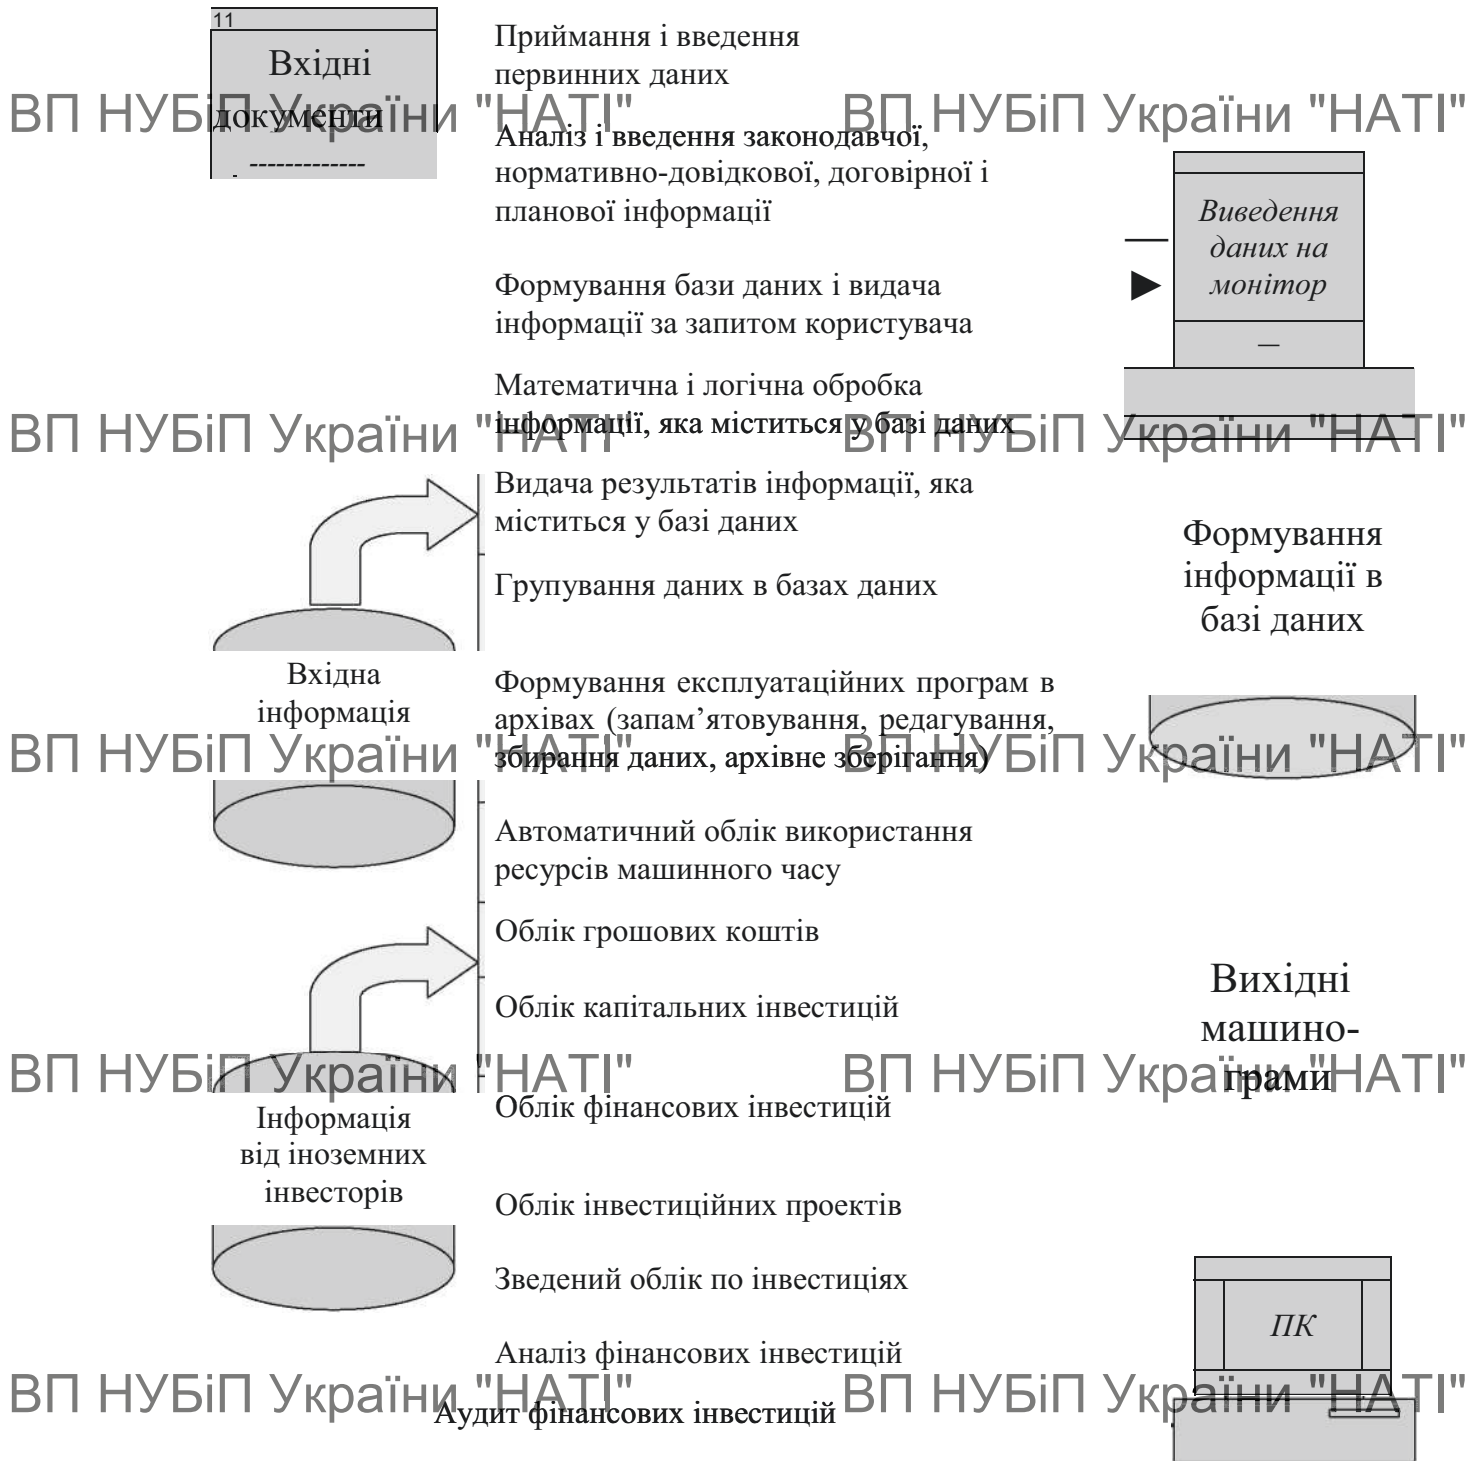 11
Вхідні
документи
-------------
Приймання і введення
первинних даних
ВП НУБіП України "НАТІ" ВП НУБіП України "НАТІ"
Аналіз і введення законодавчої,
нормативно-довідкової, договірної і
планової інформації
Виведення
даних на
монітор
—
Формування бази даних і видача
інформації за запитом користувача
Математична і логічна обробка
інформації, яка міститься у базі даних
ВП НУБіП України "НАТІ" ВП НУБіП України "НАТІ"
Видача результатів інформації, яка
міститься у базі даних
Формування
інформації в
базі даних
Групування даних в базах даних
Вхідна
інформація
Формування експлуатаційних програм в
архівах (запам’ятовування, редагування,
збирання даних, архівне зберігання)
ВП НУБіП України "НАТІ" ВП НУБіП України "НАТІ"
Автоматичний облік використання
ресурсів машинного часу
Облік грошових коштів
Облік капітальних інвестицій
Вихідні
машино-
грами
ВП НУБіП України "НАТІ" ВП НУБіП України "НАТІ"
Облік фінансових інвестицій
Інформація
від іноземних
інвесторів
Облік інвестиційних проектів
Зведений облік по інвестиціях
ПК
Аналіз фінансових інвестицій
ВП НУБіП України "НАТІ" ВП НУБіП України "НАТІ"
Аудит фінансових інвестицій